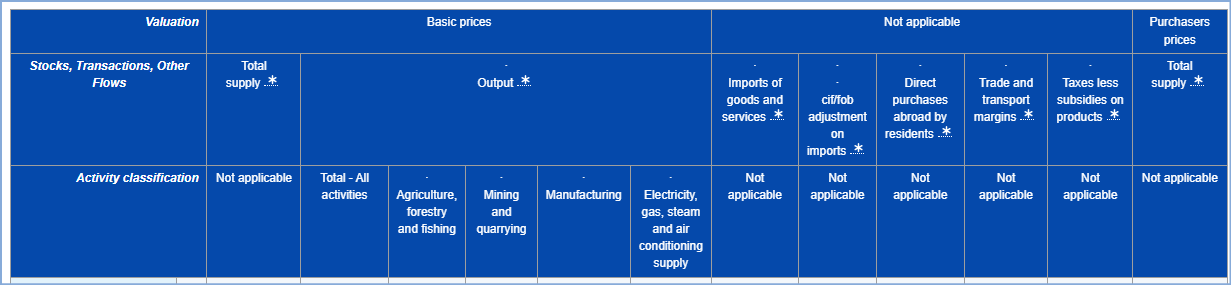 Valuation
Basic prices
Not applicable
Purchasers
prices
Stocks, Transactions, Other
Flows
Total
supply ..*
-
Output ..*
-
Imports of
goods and
services ..*
-
-
cif/fob
adjustment
on
imports ..*
-
Direct
purchases
abroad by
residents ..*
-
Trade and
transport
margins ..*
-
Taxes less
subsidies on
products ..*
Total
supply ..*
Activity classification
Not applicable
Total - All
activities
-
Agriculture,
forestry
and fishing
-
Mining
and
quarrying
-
Manufacturing
-
Electricity,
gas, steam
and air
conditioning
supply
Not
applicable
Not
applicable
Not
applicable
Not
applicable
Not
applicable
Not applicable